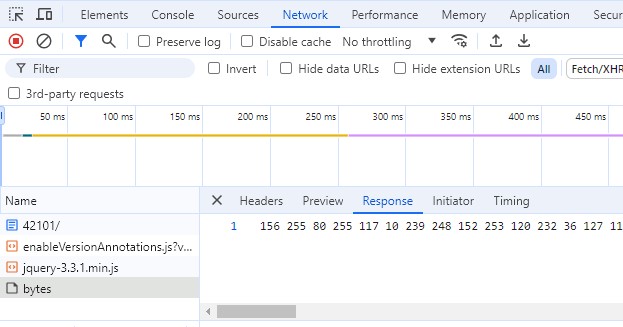 Elements Console Sources Network Performance Memory Application Secur
Preserve log Disable cache No throttling
Filter Invert Hide data URLs Hide extension URLs All Fetch/XHR
3rd-party requests
50 ms 100 ms 150 ms 200 ms 250 ms 300 ms 350 ms 400 ms 450 ms
Name Headers Preview Response Initiator Timing
42101/ 1 156 255 80 255 117 10 239 248 152 253 120 232 36 127 11
enableVersionAnnotations.js?v...
jquery-3.3.1.min.js
bytes